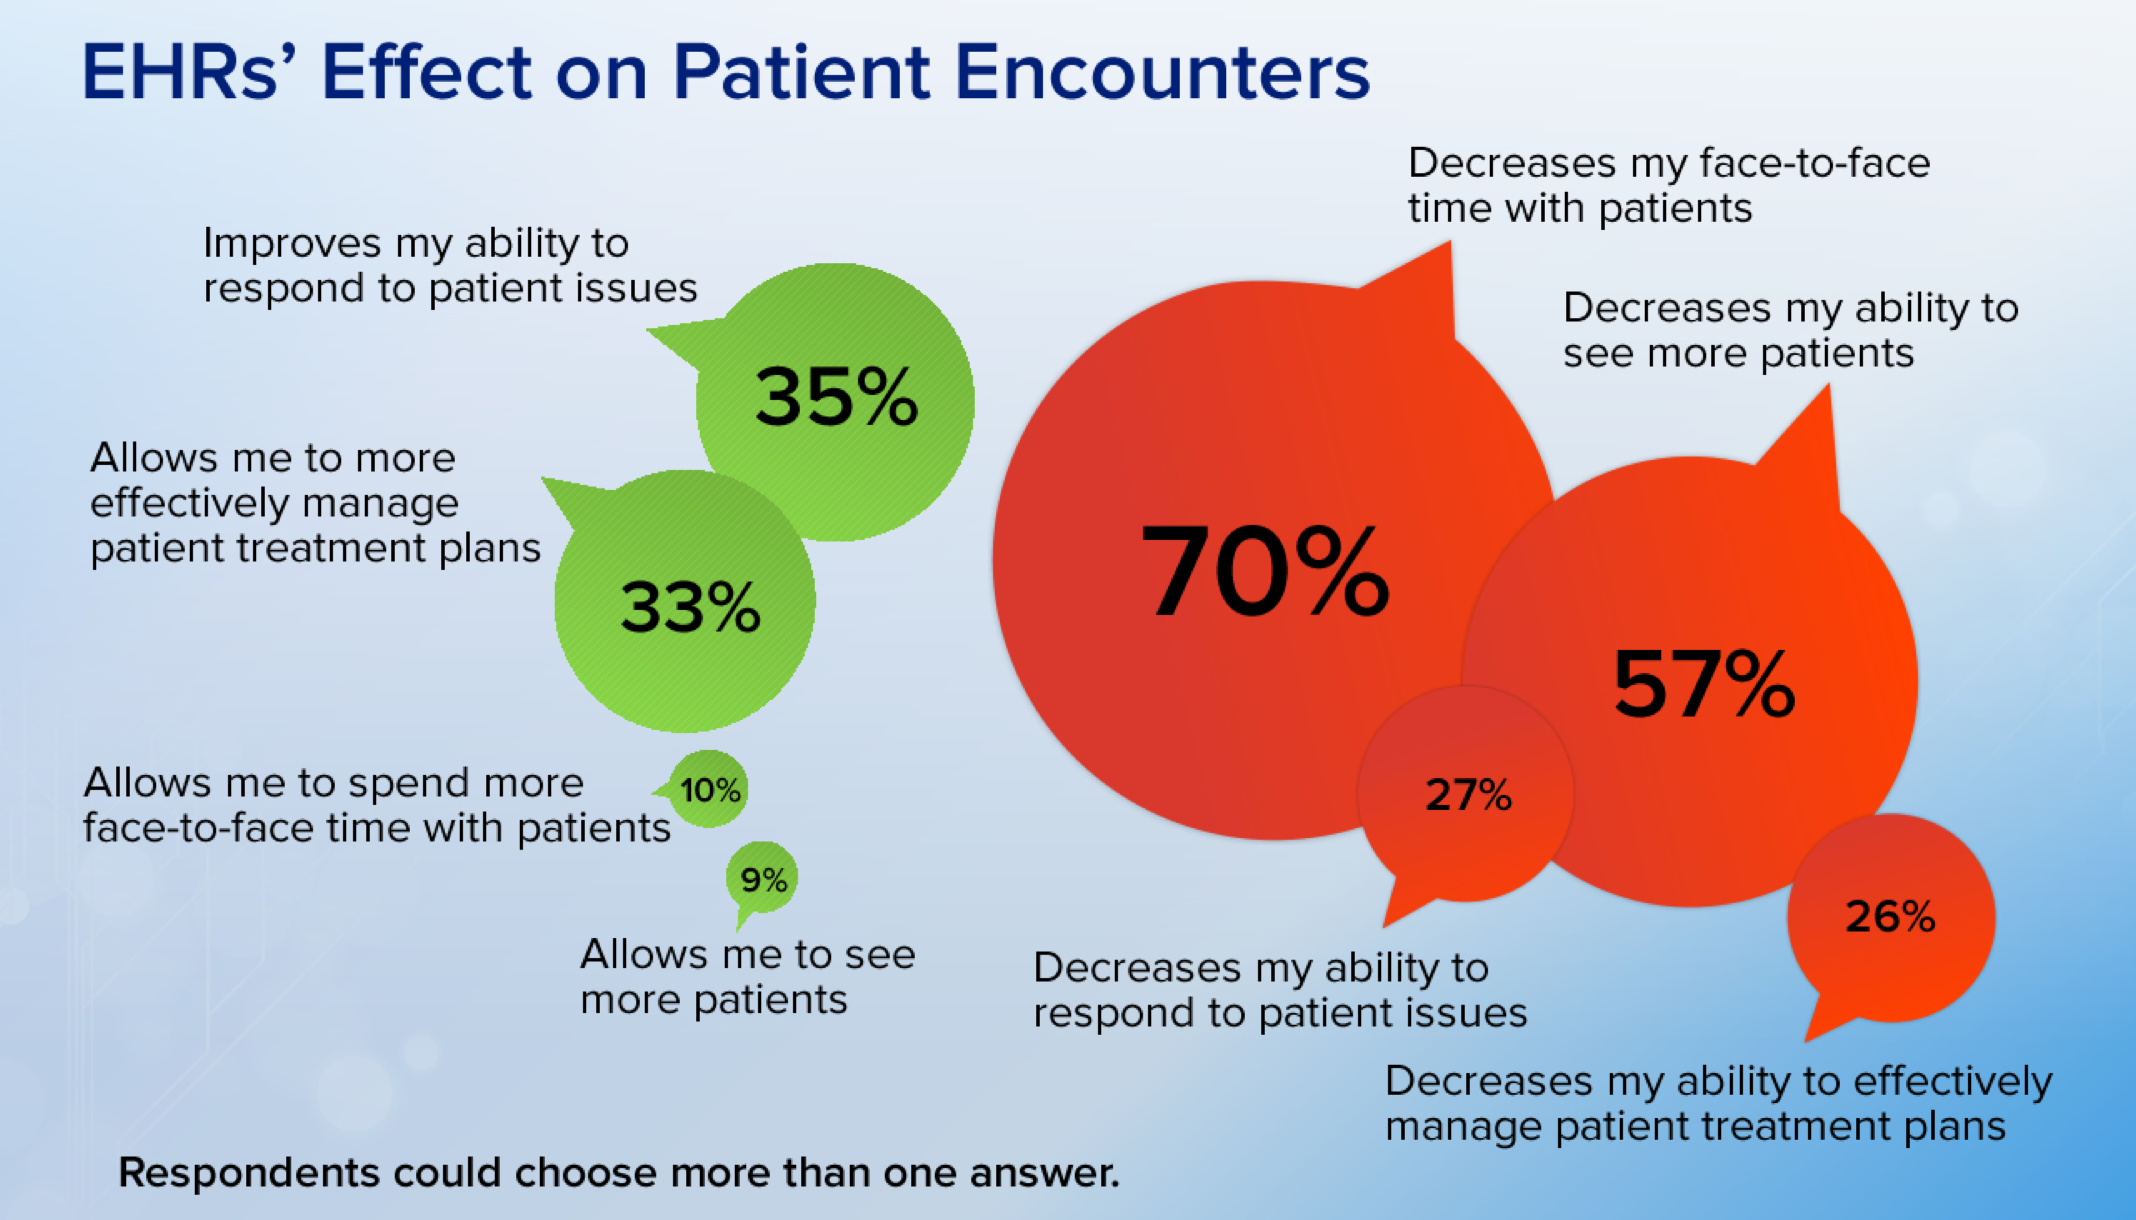 EHRs’ Effect on Patient Encounters
Improves my ability to
respond to patient issues
35%
Allows me to more
effectively manage
patient treatment plans
33%
Allows me to spend more
face-to-face time with patients
10%
9%
Allows me to see
more patients
Decreases my face-to-face
time with patients
70%
Decreases my ability to
see more patients
57%
27%
Decreases my ability to
respond to patient issues
26%
Decreases my ability to effectively
manage patient treatment plans
Respondents could choose more than one answer.